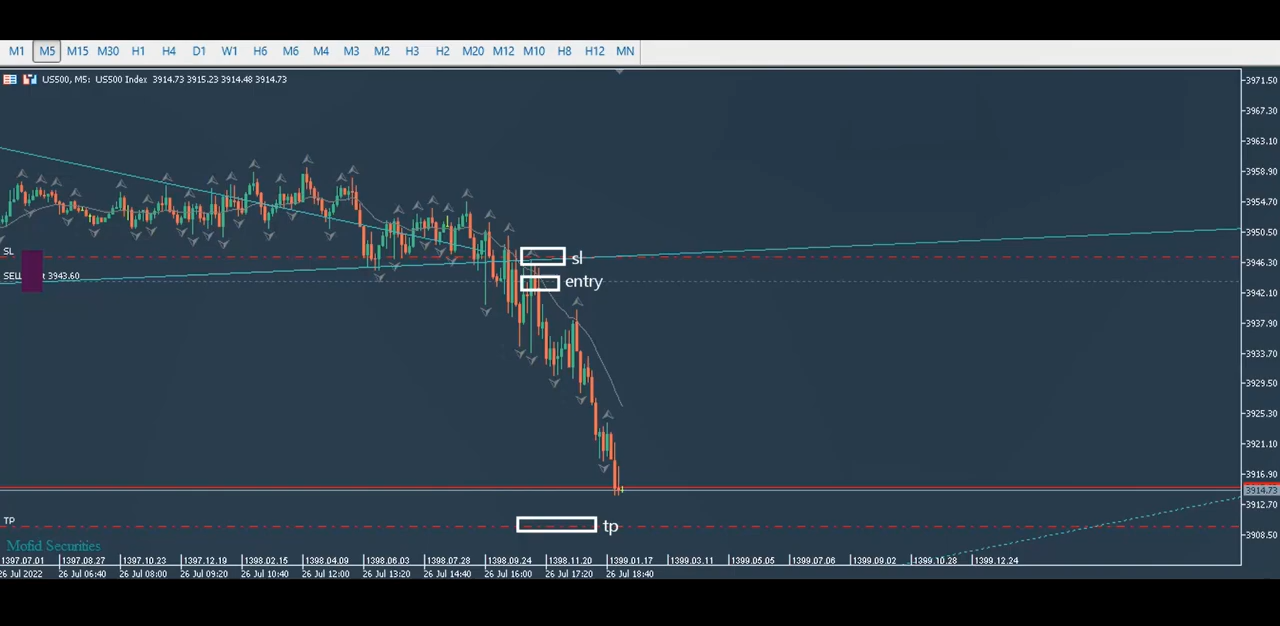 M1 M5 M15 M30 H1 H4 D1 W1 H6 M6 M4 M3 M2 H3 H2 M20 M12 M10 H8 H12 MN
US500, M5: US500 Index 3914.73 3915.23 3914.48 3914.73
3971.50
3967.30
3963.10
3958.90
3954.70
3950.50
SL
sl
3946.30
SELL t 3943.60
entry
3942.10
3937.90
3933.70
3929.50
3925.30
3921.10
3916.90
3914.73
3912.70
TP
tp
3908.50
Mofid Securities
1397.07.01 1397.08.27 1397.10.23 1397.12.19 1398.02.15 1398.04.09 1398.06.03 1398.07.28 1398.09.24 1398.11.20 1399.01.17 1399.03.11 1399.05.05 1399.07.06 1399.09.02 1399.10.28 1399.12.24
26 Jul 2022 26 Jul 06:40 26 Jul 08:00 26 Jul 09:20 26 Jul 10:40 26 Jul 12:00 26 Jul 13:20 26 Jul 14:40 26 Jul 16:00 26 Jul 17:20 26 Jul 18:40